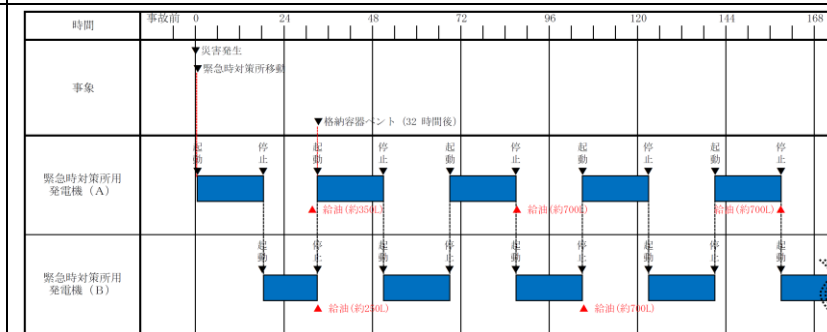 時間
事故前 0 24 48 72 96 120 144 168
▼災害発生
▼緊急時対策所移動
事象
▼格納容器ベント (32 時間後)
起動 停止 起動 停止 起動 停止 起動 停止 起動 停止
緊急時対策所用
発電機 (A)
▲ 給油(約350L) ▲ 給油(約700L) 給油(約700L) ▲
起動 停止 起動 停止 起動 停止 起動 停止 起動
緊急時対策所用
発電機 (B)
▲ 給油(約250L) ▲ 給油(約700L)